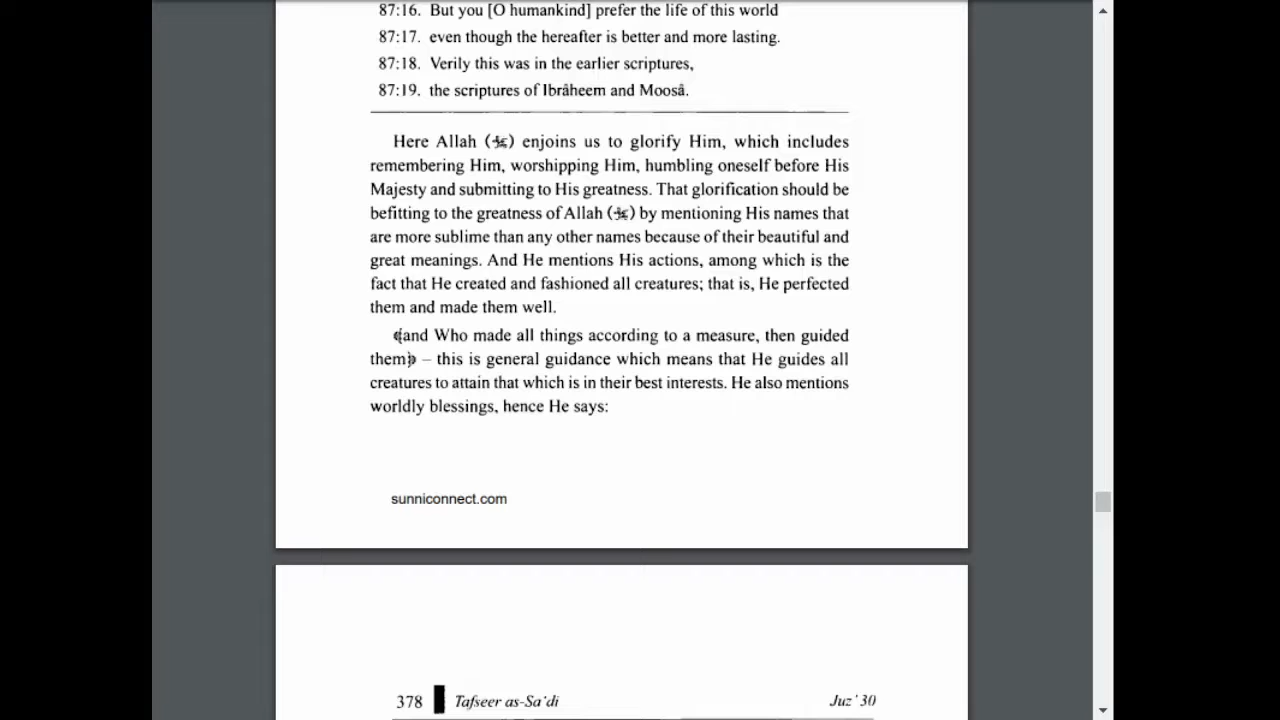 87:16. But you [O humankind] prefer the life of this world
87:17. even though the hereafter is better and more lasting.
87:18. Verily this was in the earlier scriptures,
87:19. the scriptures of Ibrâheem and Moosâ.
Here Allah (ﷻ) enjoins us to glorify Him, which includes
remembering Him, worshipping Him, humbling oneself before His
Majesty and submitting to His greatness. That glorification should be
befitting to the greatness of Allah (ﷻ) by mentioning His names that
are more sublime than any other names because of their beautiful and
great meanings. And He mentions His actions, among which is the
fact that He created and fashioned all creatures; that is, He perfected
them and made them well.
﴾and Who made all things according to a measure, then guided
them﴿ – this is general guidance which means that He guides all
creatures to attain that which is in their best interests. He also mentions
worldly blessings, hence He says:
sunniconnect.com
378 Tafseer as-Sa'di Juz' 30